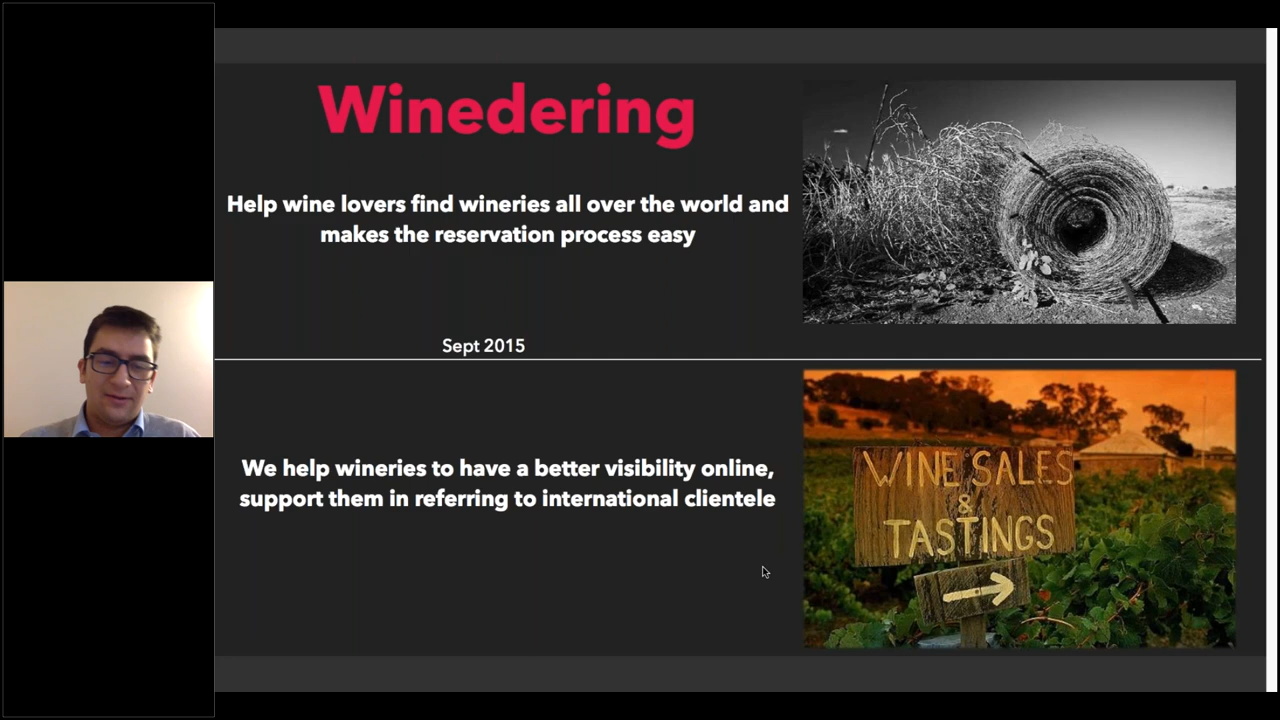 Winedering
Help wine lovers find wineries all over the world and
makes the reservation process easy
Sept 2015
We help wineries to have a better visibility online,
support them in referring to international clientele
WINE SALES
&
TASTINGS